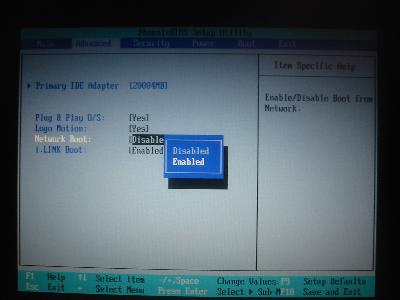 PhoenixBIOS Setup Utility
Main Advanced Security Power Boot Exit
Item Specific Help
Primary IDE Adapter [20004MB]
Enable/Disable Boot from
Network.
Plug & Play O/S: [Yes]
Logo Motion: [Yes]
Network Boot: [Disable
i.LINK Boot: [Enabled
Disabled
Enabled
F1 Help ↑↓ Select Item -/+,Space Change Values F9 Setup Defaults
Esc Exit Select Menu Press Enter Select ▶ Sub M F10 Save and Exit